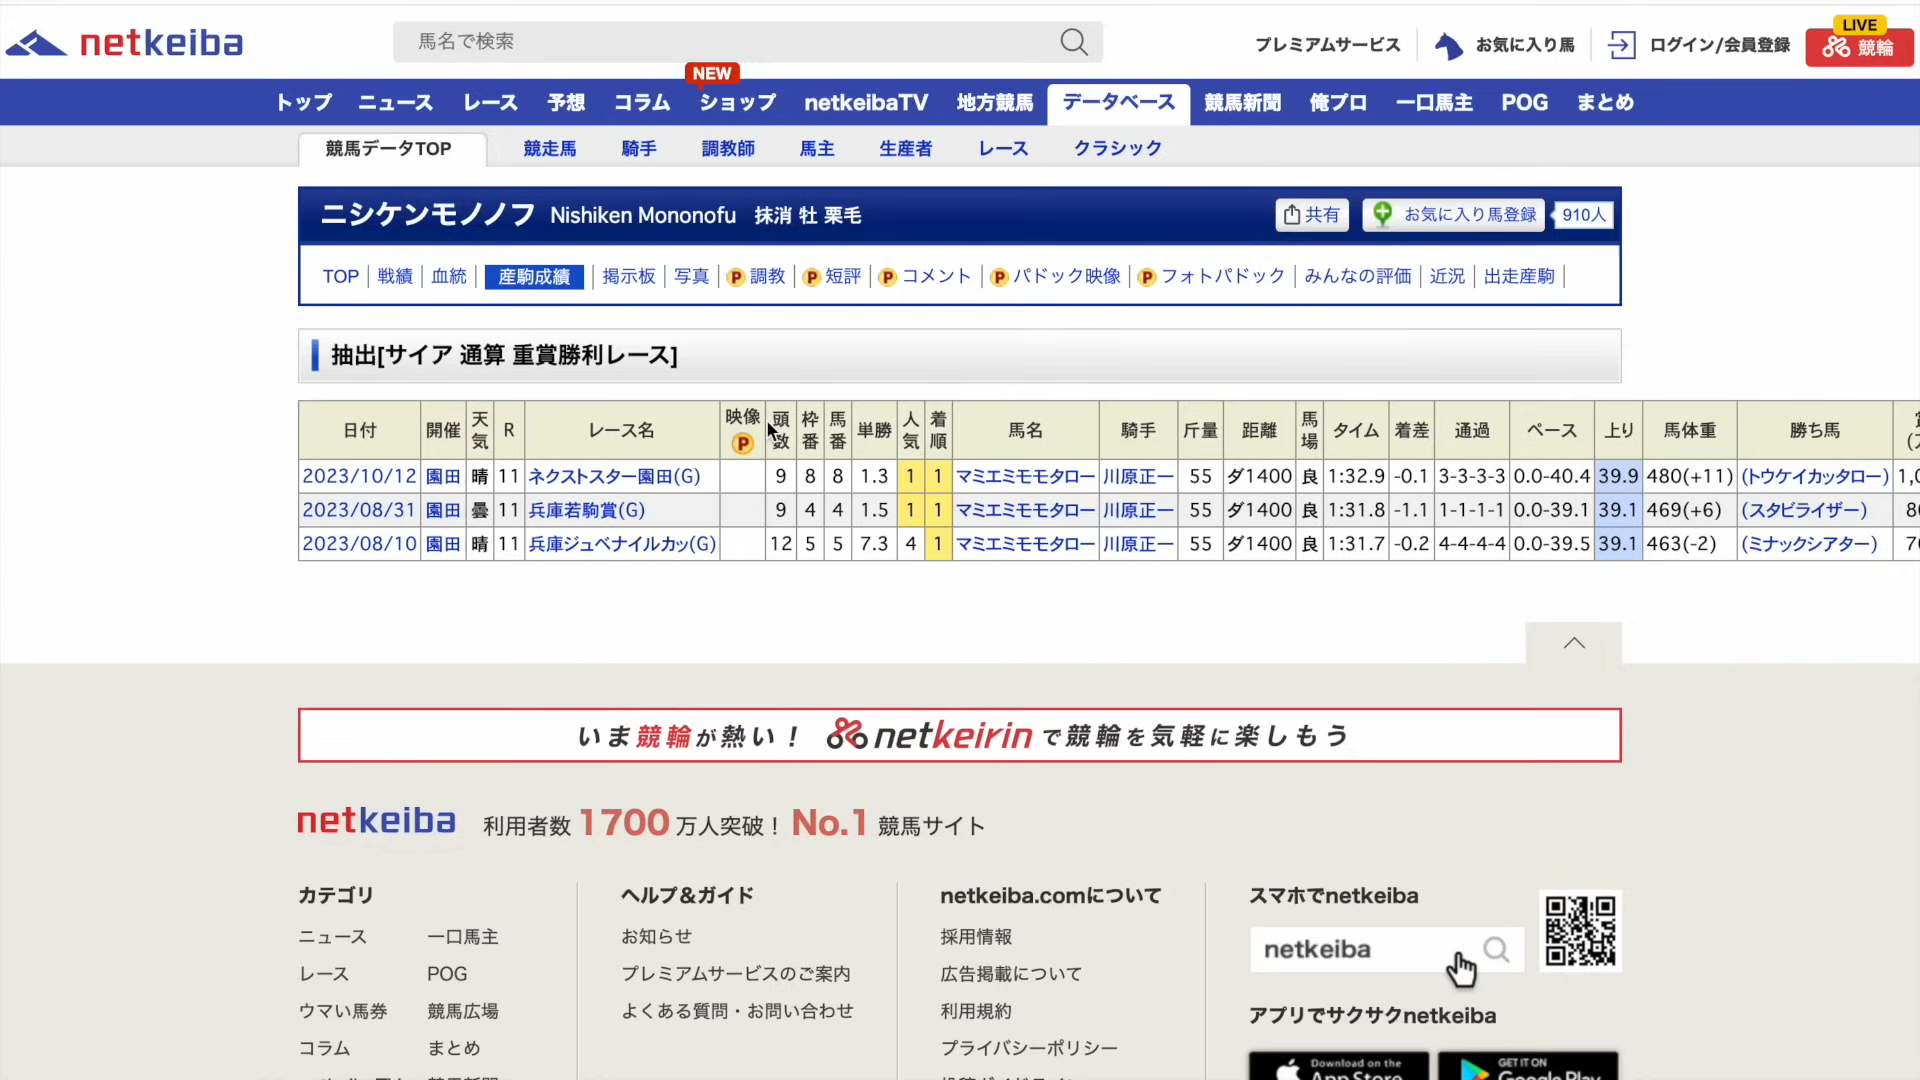 netkeiba
馬名で検索
プレミアムサービス
お気に入り馬
ログイン/会員登録
LIVE
競輪
NEW
トップ ニュース レース 予想 コラム ショップ netkeibaTV 地方競馬 データベース 競馬新聞 俺プロ 一口馬主 POG まとめ
競馬データTOP 競走馬 騎手 調教師 馬主 生産者 レース クラシック
ニシケンモノノフ Nishiken Mononofu 抹消 牡 栗毛
共有 お気に入り馬登録 910人
TOP 戦績 血統 産駒成績 掲示板 写真 P 調教 P 短評 P コメント P パドック映像 P フォトパドック みんなの評価 近況 出走産駒
抽出[サイア 通算 重賞勝利レース]
日付 開催 天気 R レース名 映像 P 頭数 枠番 馬番 単勝 人気 着順 馬名 騎手 斤量 距離 馬場 タイム 着差 通過 ペース 上り 馬体重 勝ち馬
2023/10/12 園田 晴 11 ネクストスター園田(G) 9 8 8 1.3 1 1 マミエミモモタロー 川原正一 55 ダ1400 良 1:32.9 -0.1 3-3-3-3 0.0-40.4 39.9 480(+11) (トウケイカッタロー) 1,0
2023/08/31 園田 曇 11 兵庫若駒賞(G) 9 4 4 1.5 1 1 マミエミモモタロー 川原正一 55 ダ1400 良 1:31.8 -1.1 1-1-1-1 0.0-39.1 39.1 469(+6) (スタビライザー) 8
2023/08/10 園田 晴 11 兵庫ジュベナイルカッ(G) 12 5 5 7.3 4 1 マミエミモモタロー 川原正一 55 ダ1400 良 1:31.7 -0.2 4-4-4-4 0.0-39.5 39.1 463(-2) (ミナックシアター) 7
いま競輪が熱い! netkeirinで競輪を気軽に楽しもう
netkeiba 利用者数 1700 万人突破! No.1 競馬サイト
カテゴリ
ニュース 一口馬主
レース POG
ウマい馬券 競馬広場
コラム まとめ
ヘルプ&ガイド
お知らせ
プレミアムサービスのご案内
よくある質問・お問い合わせ
netkeiba.comについて
採用情報
広告掲載について
利用規約
プライバシーポリシー
スマホでnetkeiba
netkeiba
アプリでサクサクnetkeiba
Download on the
App Store
GET IT ON
Google Play